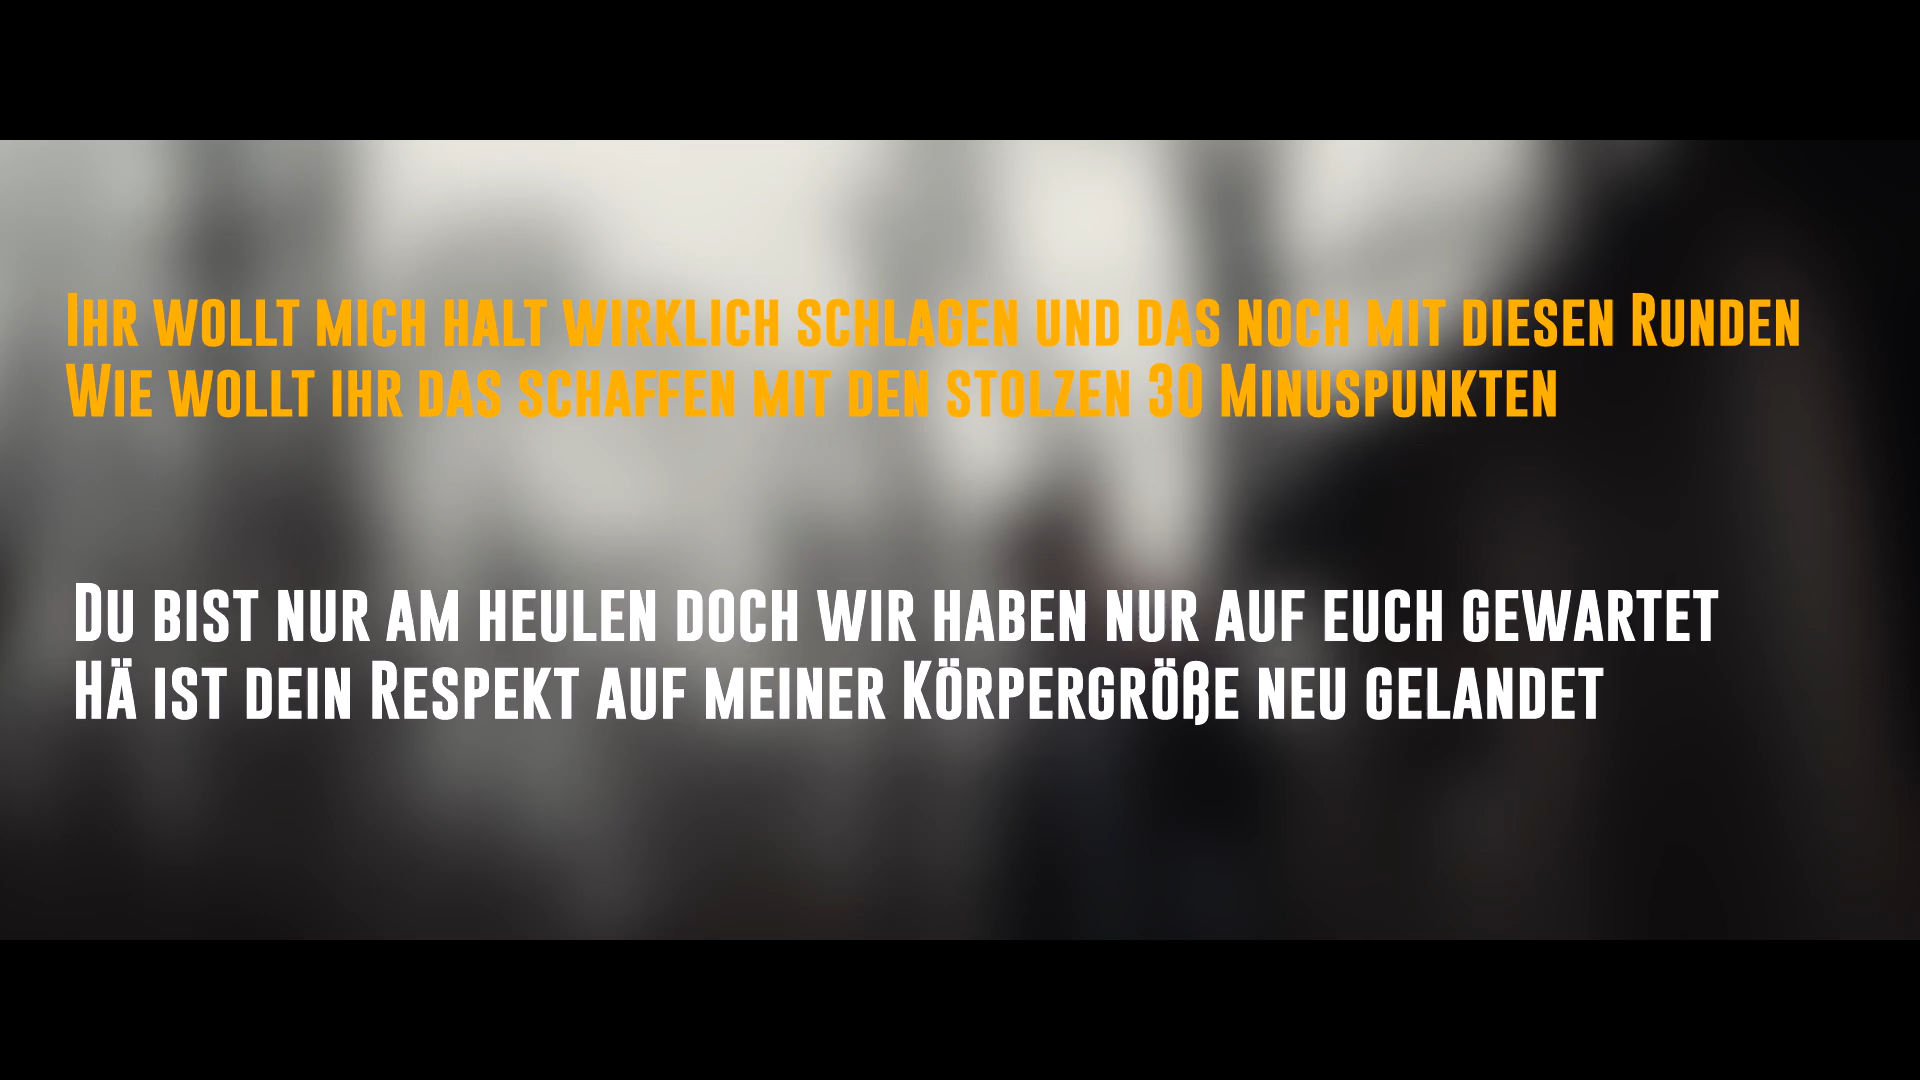 Ihr wollt mich halt wirklich schlagen und das noch mit diesen Runden
Wie wollt ihr das schaffen mit den stolzen 30 Minuspunkten
Du bist nur am heulen doch wir haben nur auf euch gewartet
Hä ist dein Respekt auf meiner Körpergröße neu gelandet